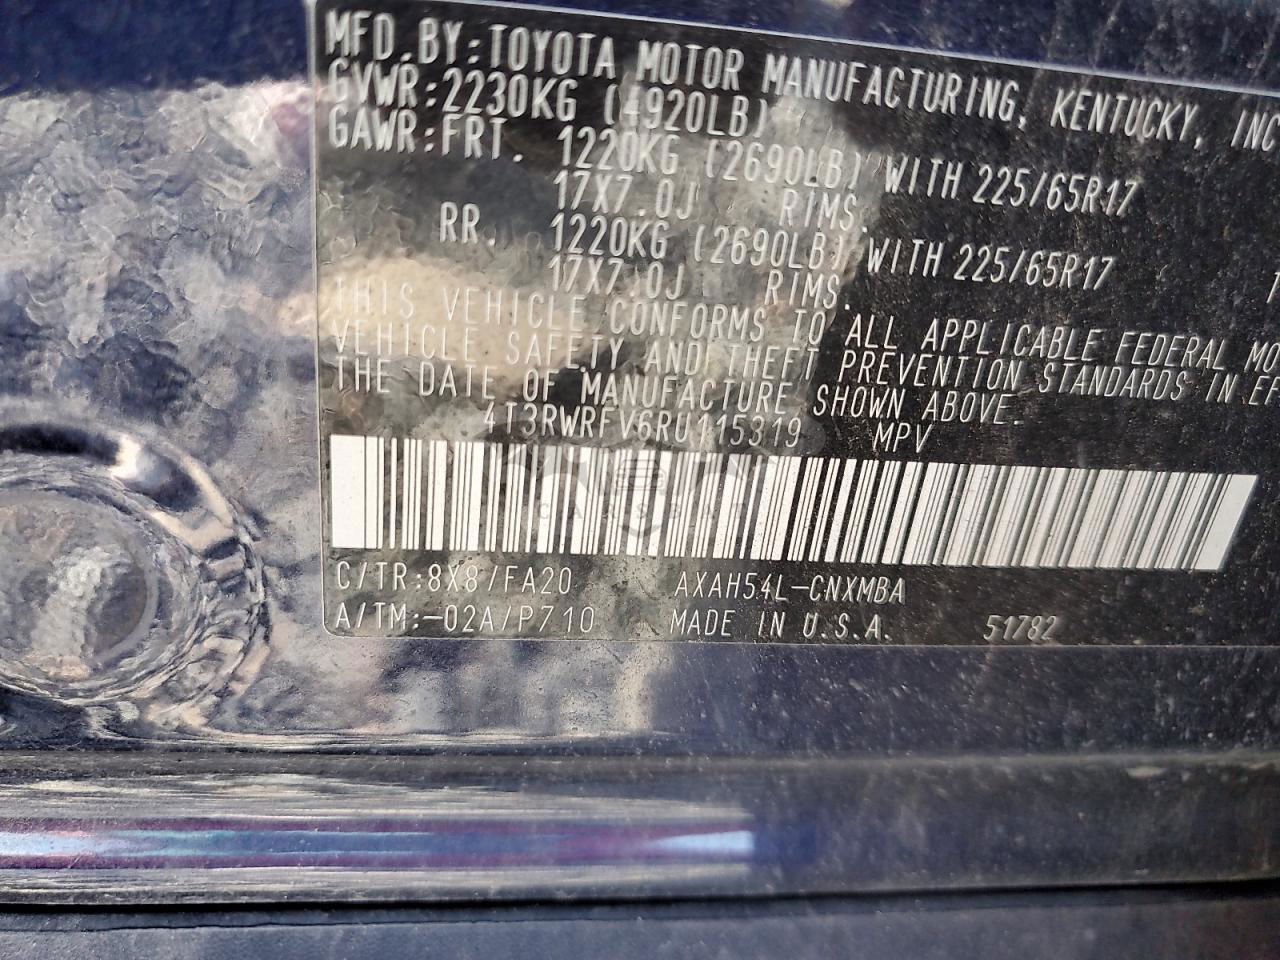 MFD.BY:TOYOTA MOTOR MANUFACTURING, KENTUCKY, INC
GVWR:2230KG (4920LB)
GAWR:FRT. 1220KG (2690LB) WITH 225/65R17
17X7.0J RIMS.
RR. 1220KG (2690LB) WITH 225/65R17
17X7.0J RIMS.
THIS VEHICLE CONFORMS TO ALL APPLICABLE FEDERAL MO
VEHICLE SAFETY AND THEFT PREVENTION STANDARDS IN EF
THE DATE OF MANUFACTURE SHOWN ABOVE.
4T3RWRFV6RU115319 MPV
C/TR:8X8/FA20 AXAH54L-CNXMBA
A/TM:-02A/P710 MADE IN U.S.A. 51782